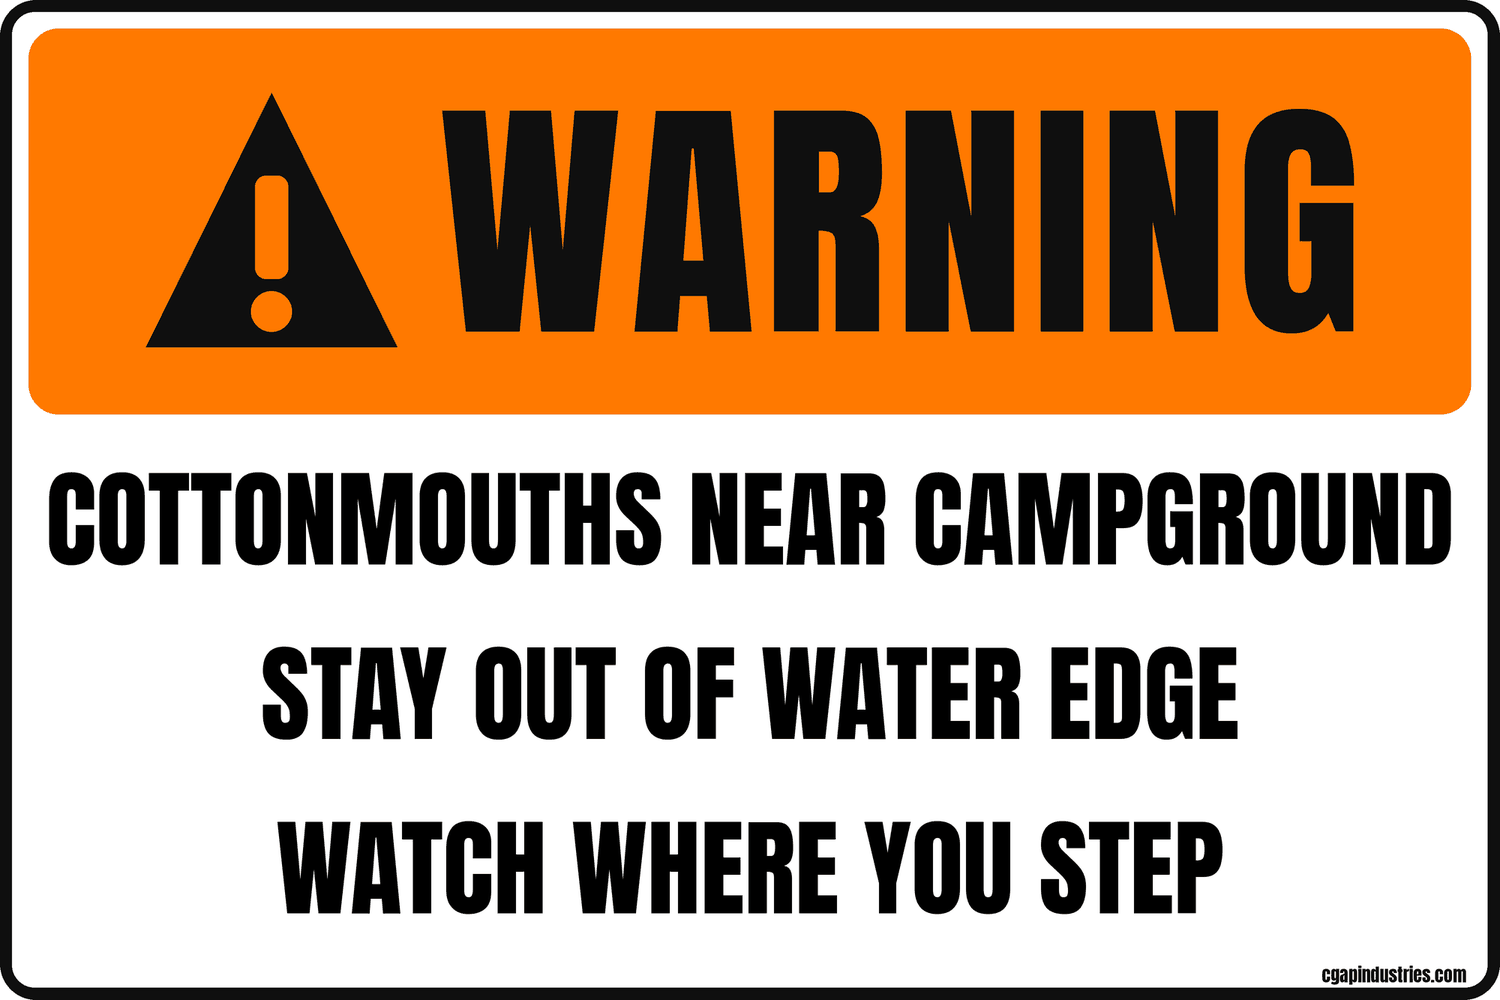 WARNING
COTTONMOUTHS NEAR CAMPGROUND
STAY OUT OF WATER EDGE
WATCH WHERE YOU STEP
cgapindustries.com